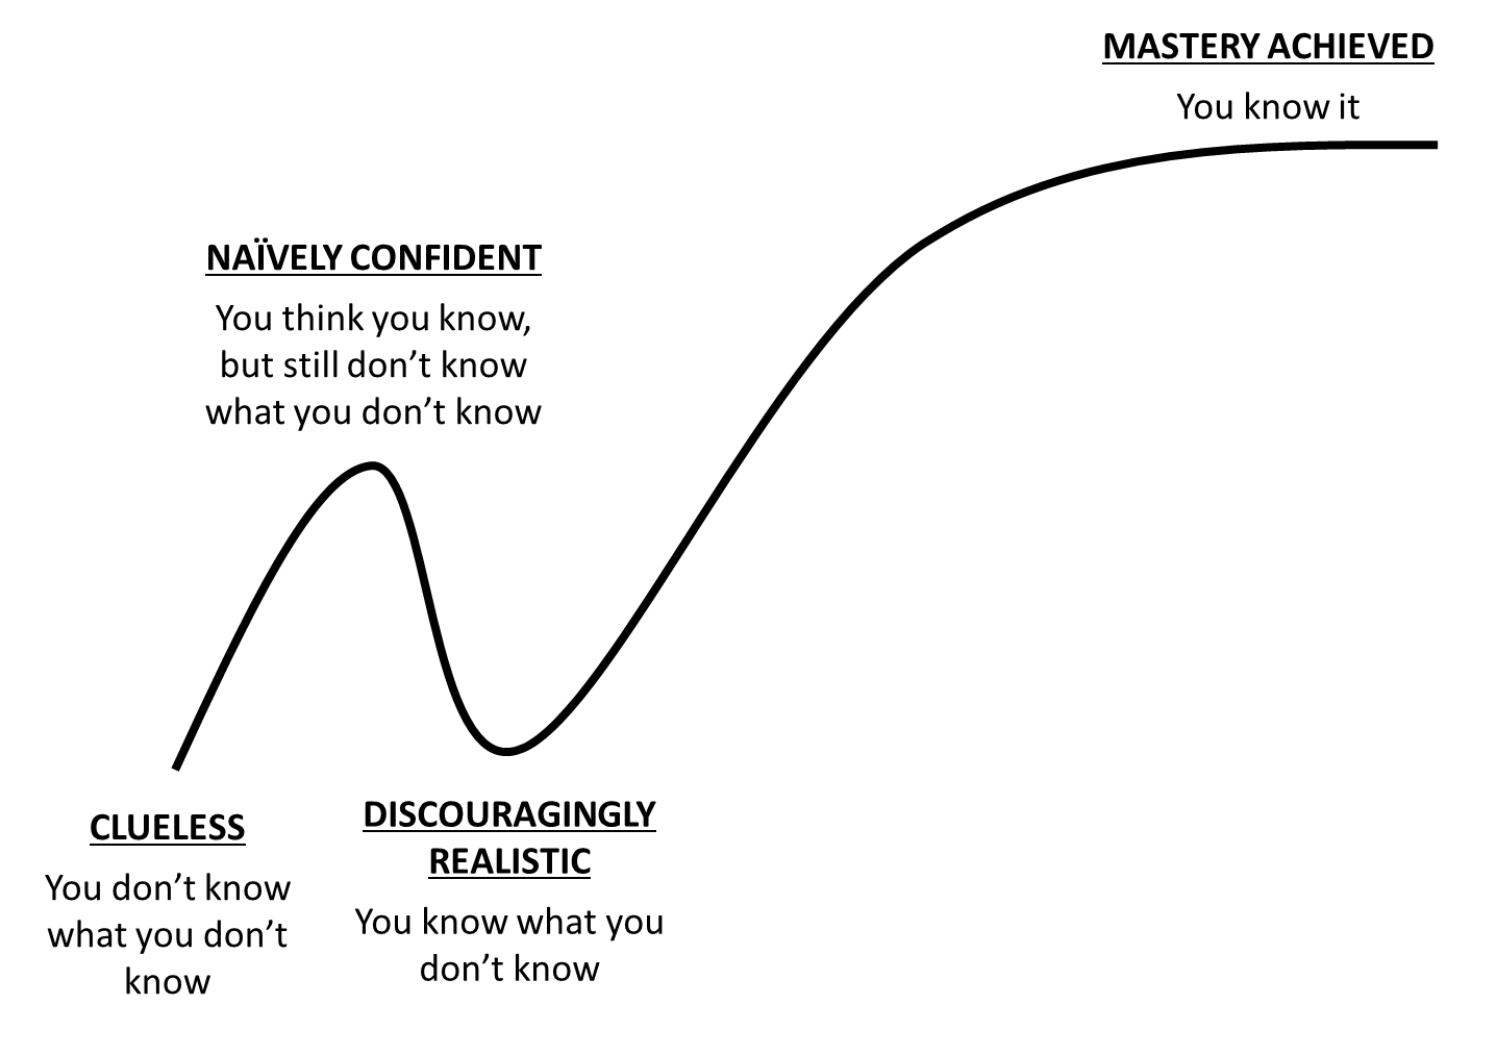 MASTERY ACHIEVED
You know it
NAÏVELY CONFIDENT
You think you know,
but still don’t know
what you don’t know
CLUELESS
You don’t know
what you don’t
know
DISCOURAGINGLY
REALISTIC
You know what you
don’t know